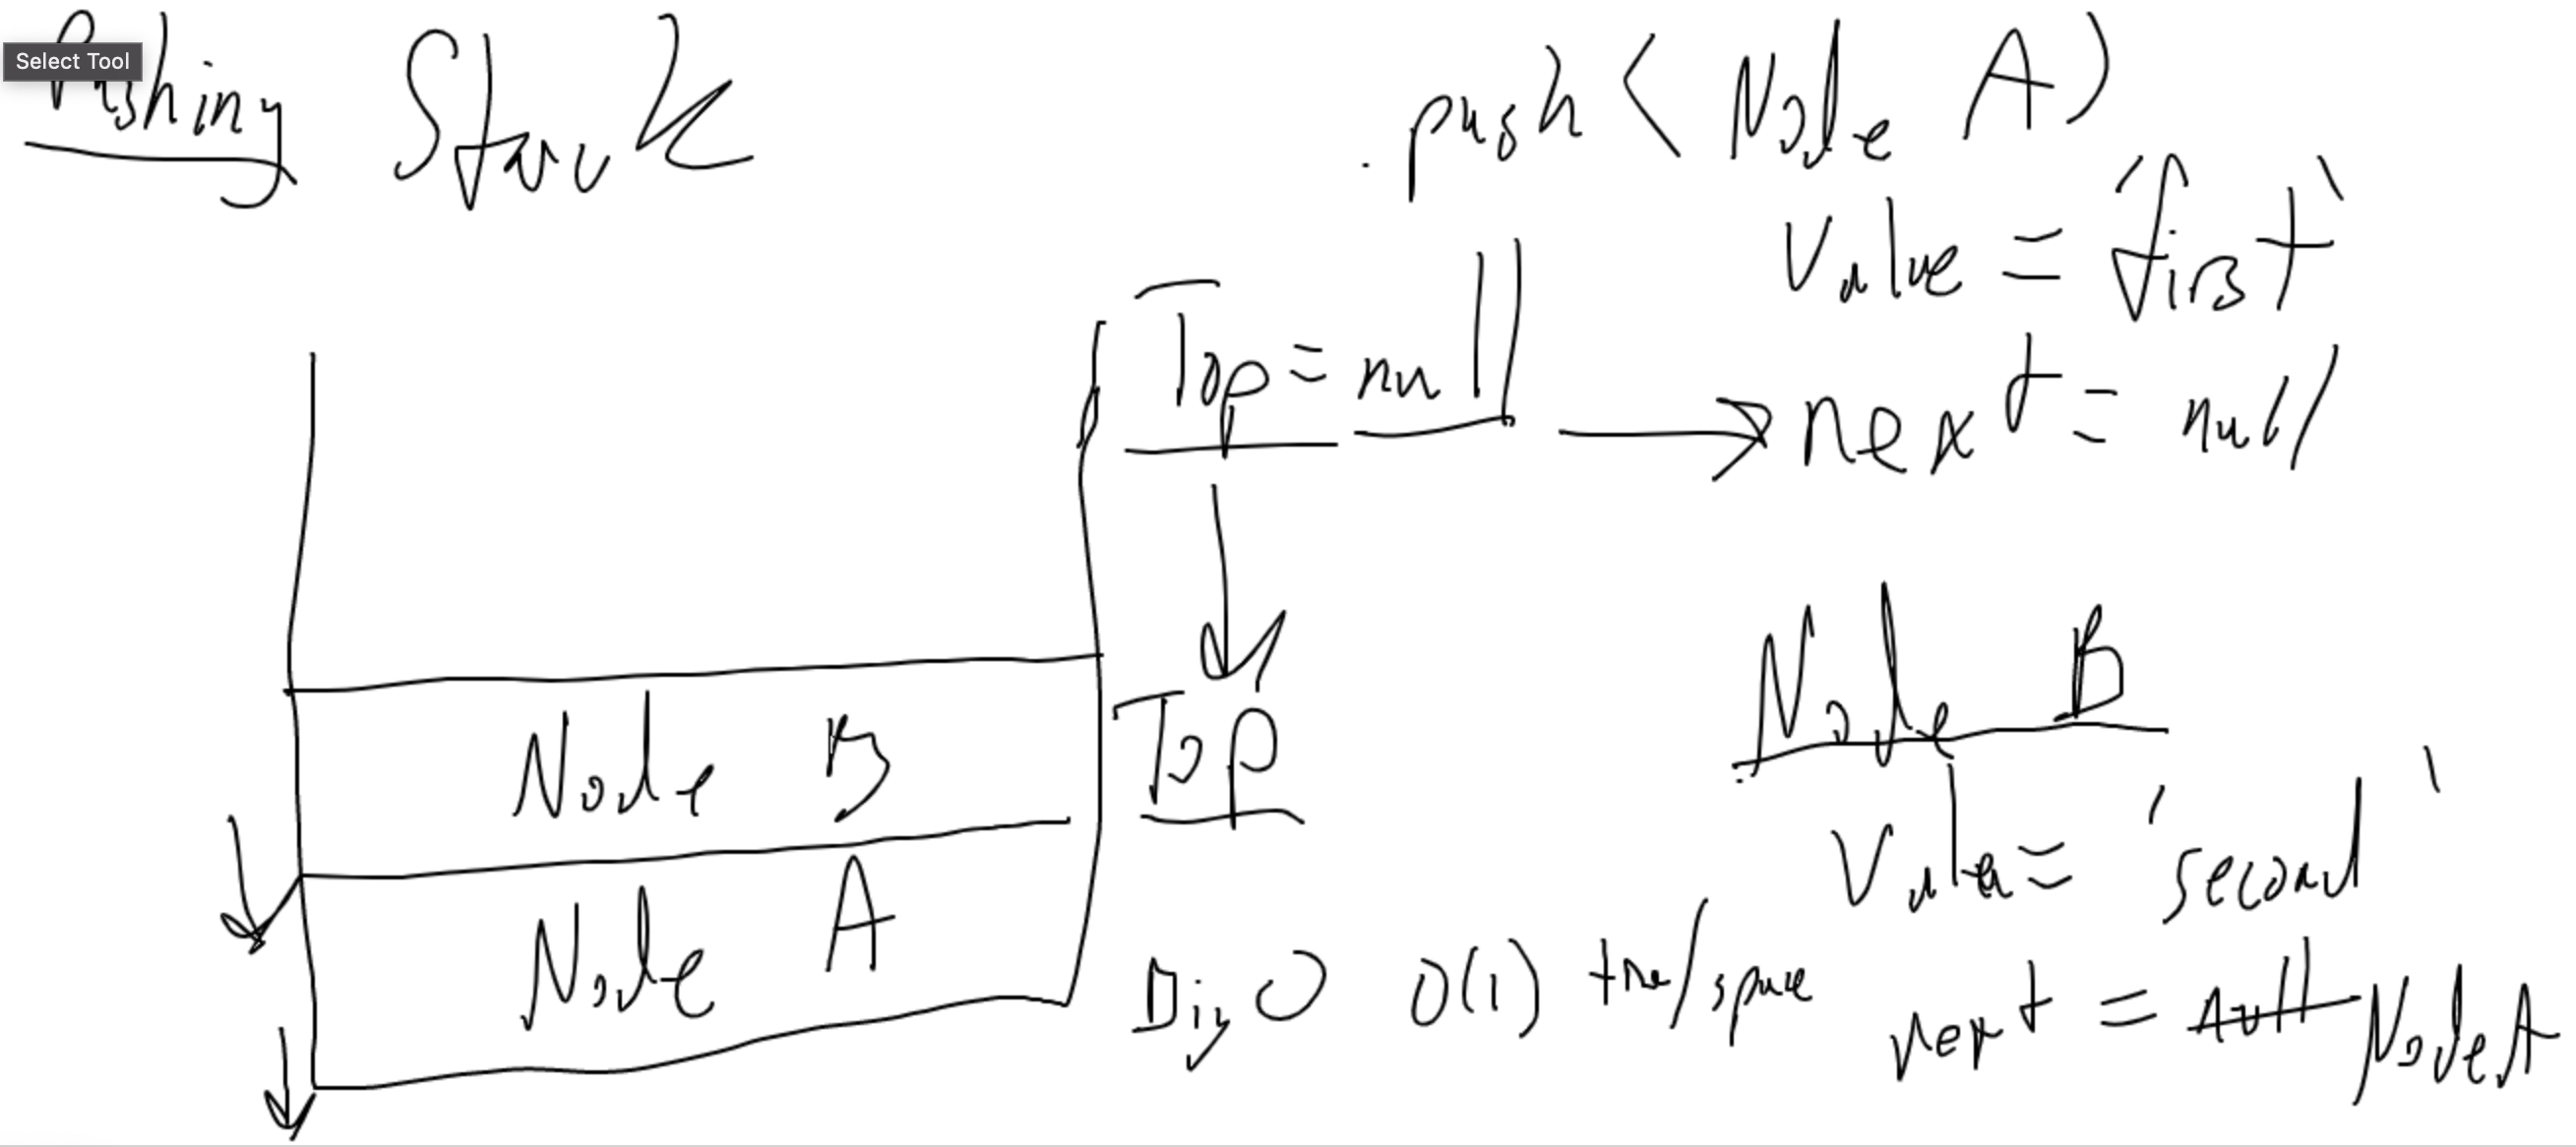 Select Tool
Pushing Stack
.push(Node A)
Value = 'first'
Top = null
next = null
Top
Node B
Node A
Node B
Value = 'second'
next = null Node A
Big O O(1) time/space